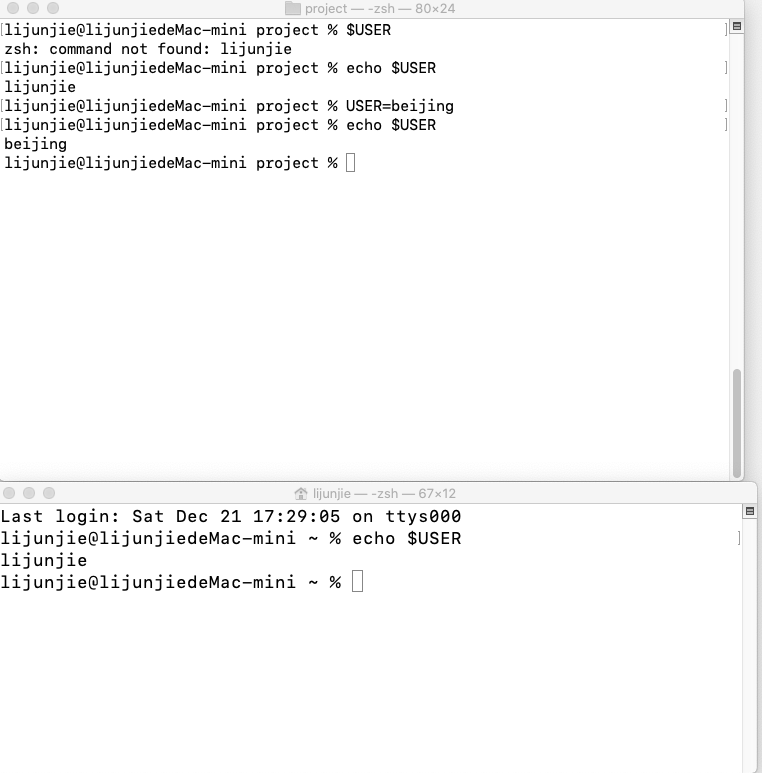 project — -zsh — 80×24
[lijunjie@lijunjiedeMac-mini project % $USER ]
zsh: command not found: lijunjie
[lijunjie@lijunjiedeMac-mini project % echo $USER ]
lijunjie
[lijunjie@lijunjiedeMac-mini project % USER=beijing ]
[lijunjie@lijunjiedeMac-mini project % echo $USER ]
beijing
lijunjie@lijunjiedeMac-mini project %
lijunjie — -zsh — 67×12
Last login: Sat Dec 21 17:29:05 on ttys000
lijunjie@lijunjiedeMac-mini ~ % echo $USER ]
lijunjie
lijunjie@lijunjiedeMac-mini ~ %